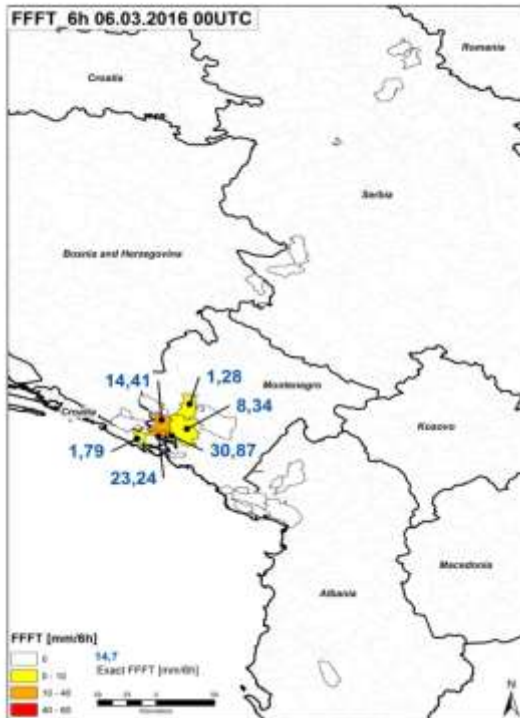 FFFT_6h 06.03.2016 00UTC
Romania
Croatia
Serbia
Bosnia and Herzegovina
14,41
1,28
Montenegro
Croatia
8,34
Kosovo
1,79
30,87
23,24
Macedonia
Albania
FFFT [mm/6h]
0
0 - 10
10 - 40
40 - 60
14,7
Exact FFFT [mm/6h]
N